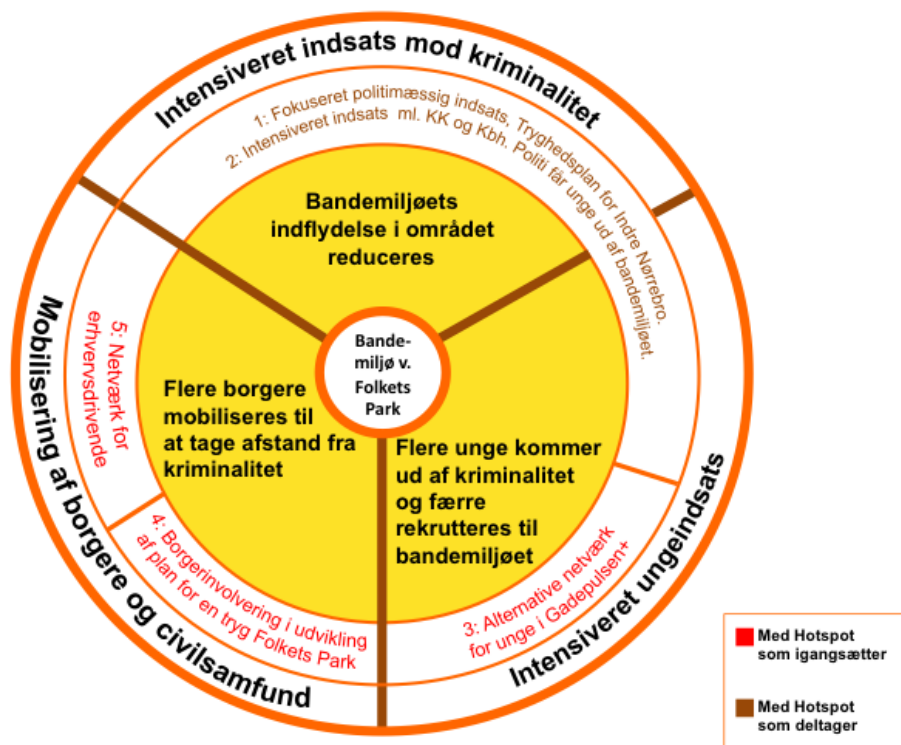 Intensiveret indsats mod kriminalitet
1: Fokuseret politimæssig indsats, Tryghedsplan for Indre Nørrebro.
2: Intensiveret indsats ml. KK og Kbh. Politi får unge ud af bandemiljøet.
Bandemiljøets
indflydelse i området
reduceres
Bande-
miljø v.
Folkets
Park
Flere borgere
mobiliseres til
at tage afstand fra
kriminalitet
Flere unge kommer
ud af kriminalitet
og færre
rekrutteres til
bandemiljøet
5: Netværk for
erhvervsdrivende
4: Borgerinvolvering i udvikling
af plan for en tryg Folkets Park
3: Alternative netværk
for unge i Gadepulsen+
Mobilisering af borgere og civilsamfund
Intensiveret ungeindsats
Med Hotspot
som igangsætter
Med Hotspot
som deltager